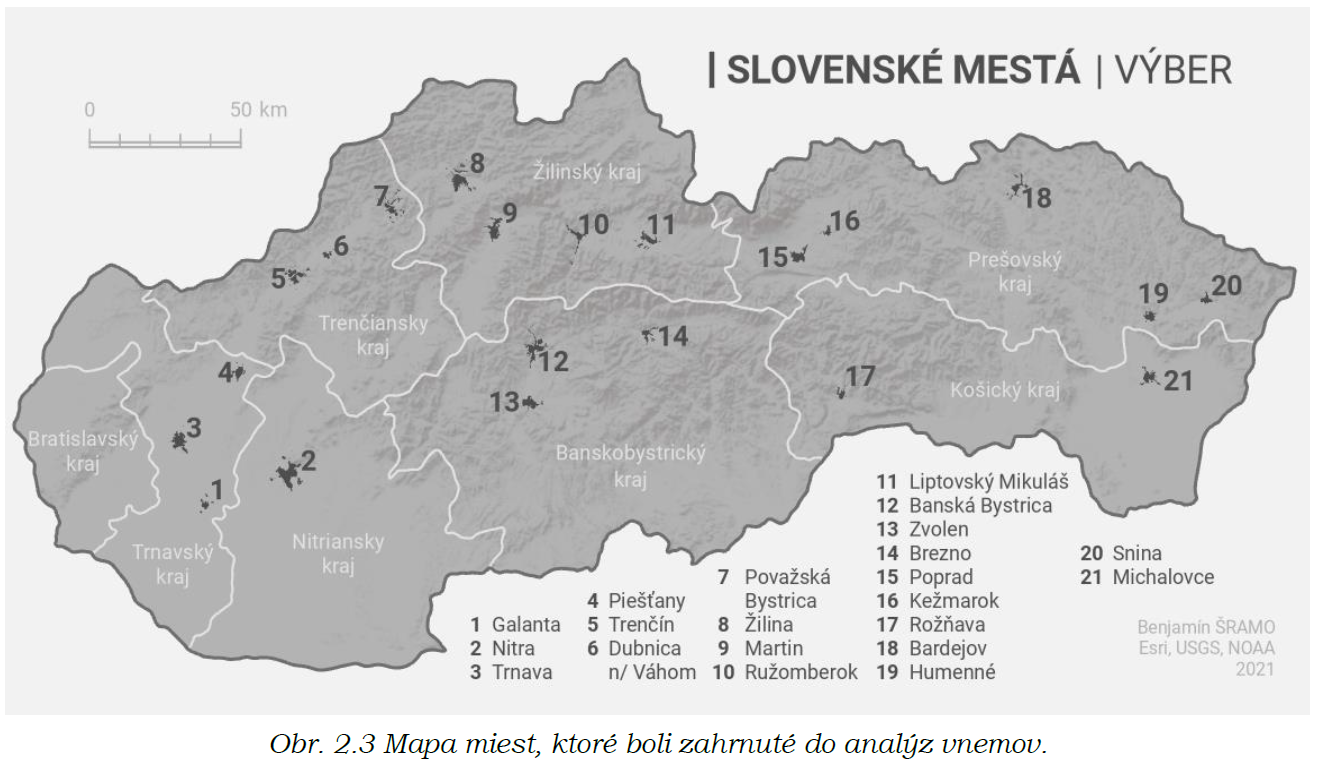 | SLOVENSKÉ MESTÁ | VÝBER
0 50 km
8
Žilinský kraj
7
9
10
11
18
16
6
15
5
Prešovský
kraj
20
19
Trenčiansky
kraj
14
12
4
17
21
Košický kraj
13
3
Bratislavský
kraj
Banskobystrický
kraj
2
1
Nitriansky
kraj
Trnavský
kraj
1 Galanta
2 Nitra
3 Trnava
4 Piešťany
5 Trenčín
6 Dubnica
n/ Váhom
7 Považská
Bystrica
8 Žilina
9 Martin
10 Ružomberok
11 Liptovský Mikuláš
12 Banská Bystrica
13 Zvolen
14 Brezno
15 Poprad
16 Kežmarok
17 Rožňava
18 Bardejov
19 Humenné
20 Snina
21 Michalovce
Benjamín ŠRAMO
Esri, USGS, NOAA
2021
Obr. 2.3 Mapa miest, ktoré boli zahrnuté do analýz vnemov.